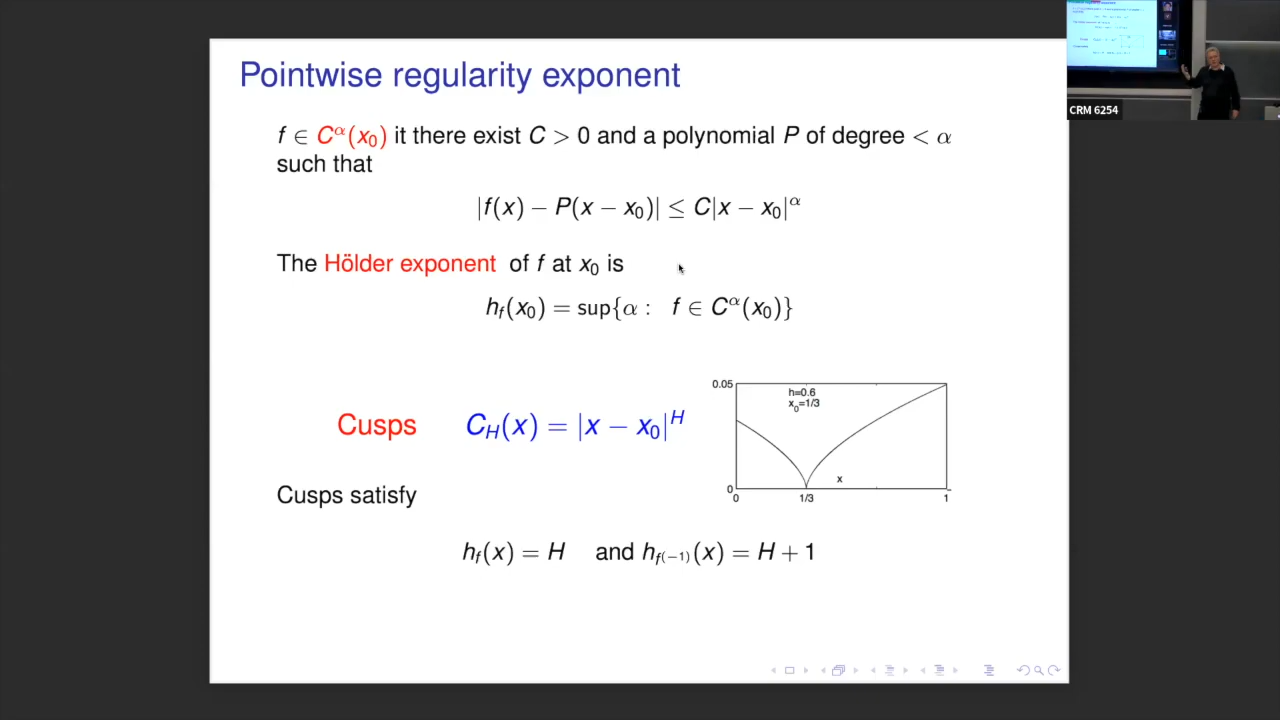 Pointwise regularity exponent
f ∈ C^α(x₀) it there exist C > 0 and a polynomial P of degree < α
such that
|f(x) − P(x − x₀)| ≤ C|x − x₀|^α
The Hölder exponent of f at x₀ is
h_f(x₀) = sup{α : f ∈ C^α(x₀)}
Cusps C_H(x) = |x − x₀|^H
0.05
h=0.6
x₀=1/3
x
0
0 1/3 1
Cusps satisfy
h_f(x) = H and h_{f^(−1)}(x) = H + 1
CRM 6254